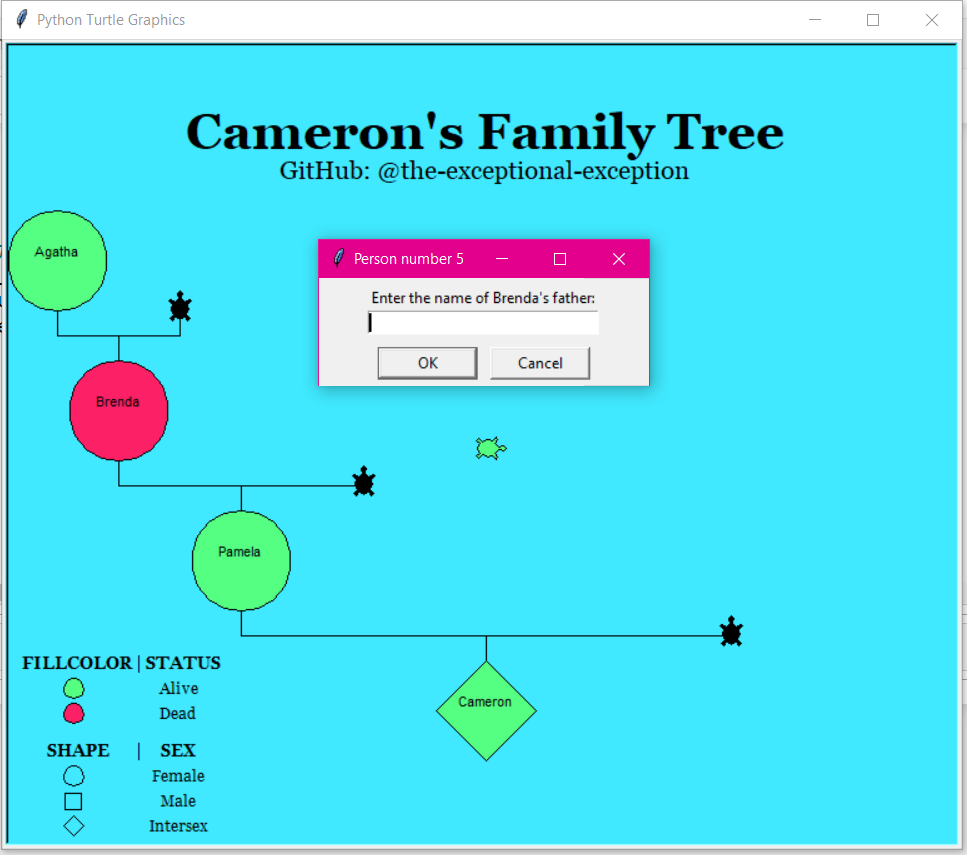 Python Turtle Graphics
Cameron's Family Tree
GitHub: @the-exceptional-exception
Agatha
Person number 5
Enter the name of Brenda's father:
OK Cancel
Brenda
Pamela
Cameron
FILLCOLOR | STATUS
Alive
Dead
SHAPE | SEX
Female
Male
Intersex